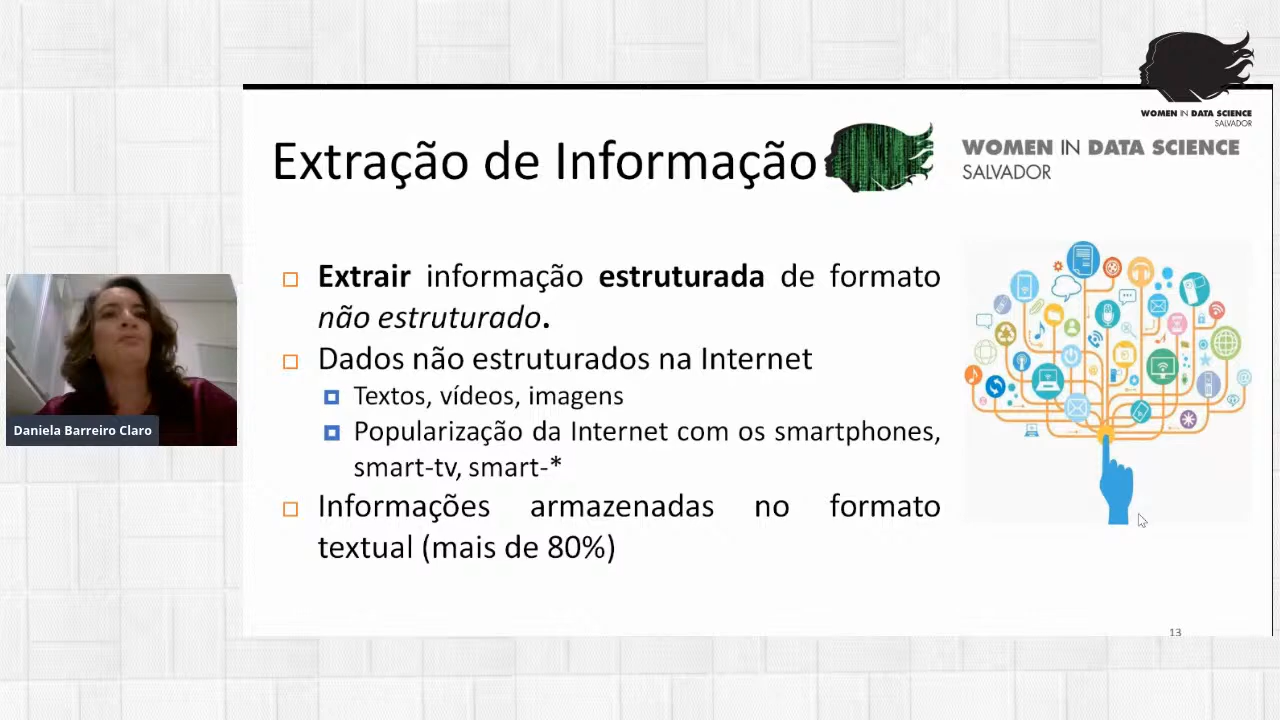 WOMEN IN DATA SCIENCE
SALVADOR
Extração de Informação
WOMEN IN DATA SCIENCE
SALVADOR
Extrair informação estruturada de formato
não estruturado.
Dados não estruturados na Internet
Textos, vídeos, imagens
Popularização da Internet com os smartphones,
smart-tv, smart-*
Informações armazenadas no formato
textual (mais de 80%)
Daniela Barreiro Claro
13